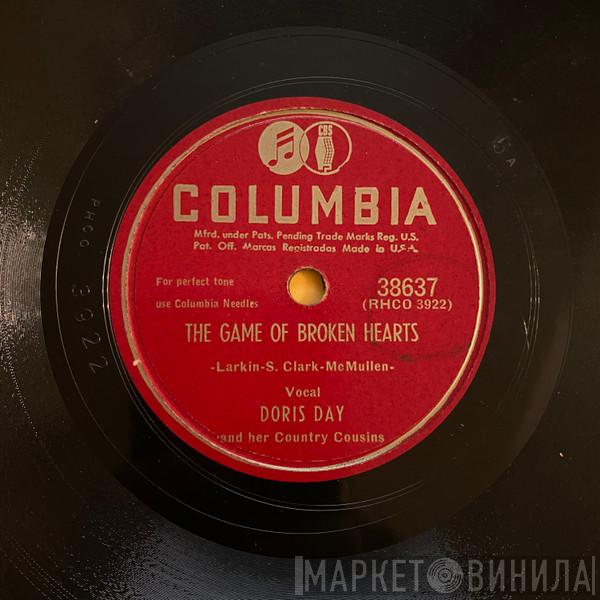 CBS
COLUMBIA
Mfrd. under Pats. Pending Trade Marks Reg. U.S.
Pat. Off. Marcas Registradas Made in U.S.A.
For perfect tone
use Columbia Needles
38637
(RHCO 3922)
THE GAME OF BROKEN HEARTS
-Larkin-S. Clark-McMullen-
Vocal
DORIS DAY
and her Country Cousins
RHCO 3922
МАРКЕТ ВИНИЛА